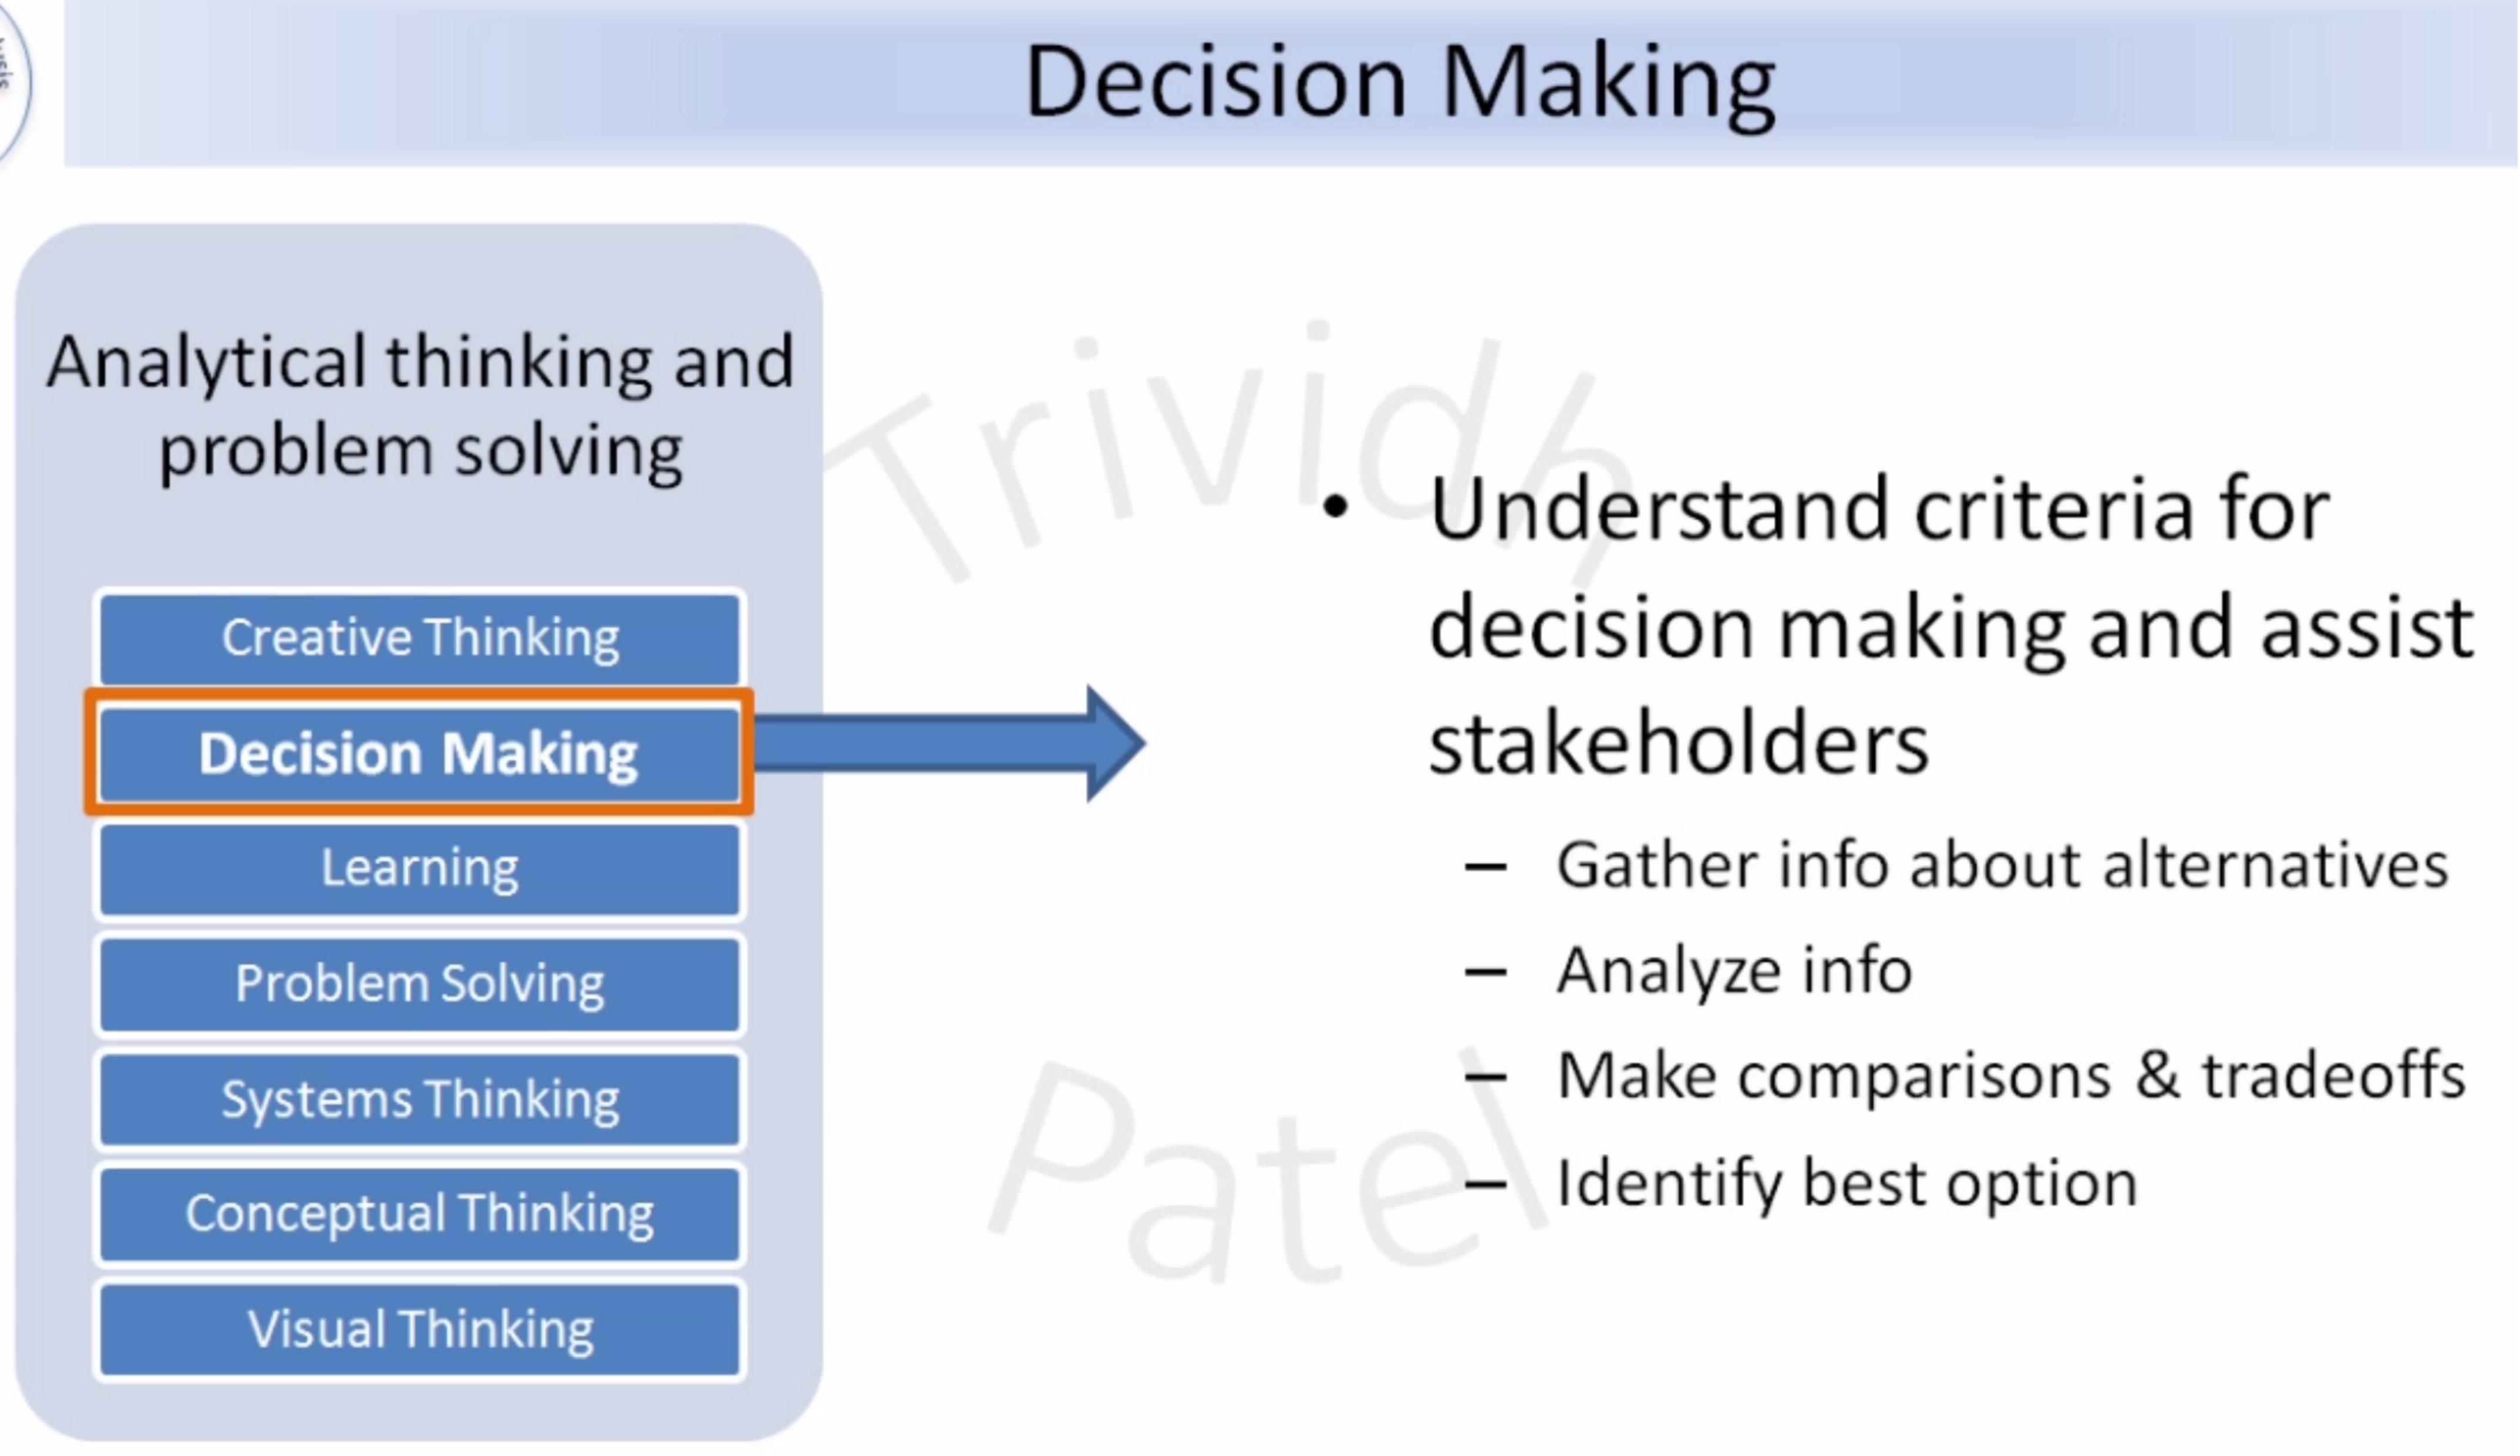 Decision Making
Analytical thinking and
problem solving
Creative Thinking
Decision Making
Learning
Problem Solving
Systems Thinking
Conceptual Thinking
Visual Thinking
• Understand criteria for
decision making and assist
stakeholders
– Gather info about alternatives
– Analyze info
– Make comparisons & tradeoffs
– Identify best option
Trividh
Patel